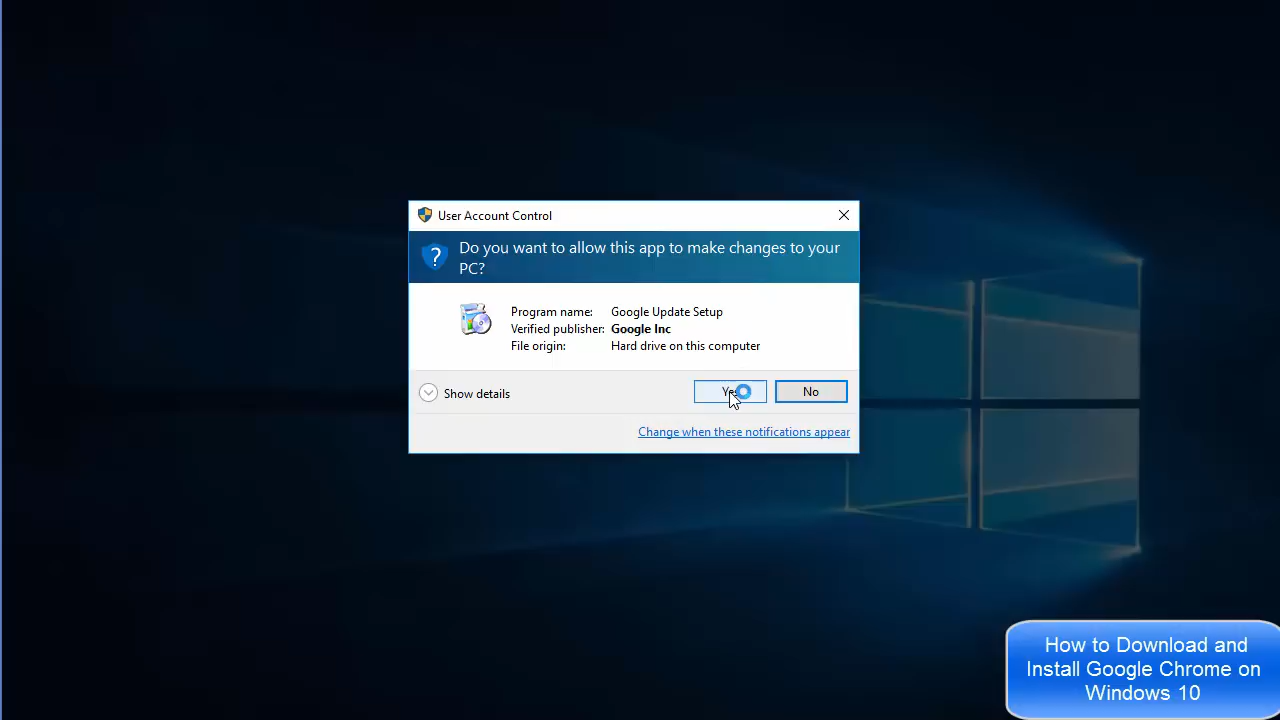 User Account Control
Do you want to allow this app to make changes to your
PC?
Program name: Google Update Setup
Verified publisher: Google Inc
File origin: Hard drive on this computer
Show details
Yes
No
Change when these notifications appear
How to Download and
Install Google Chrome on
Windows 10